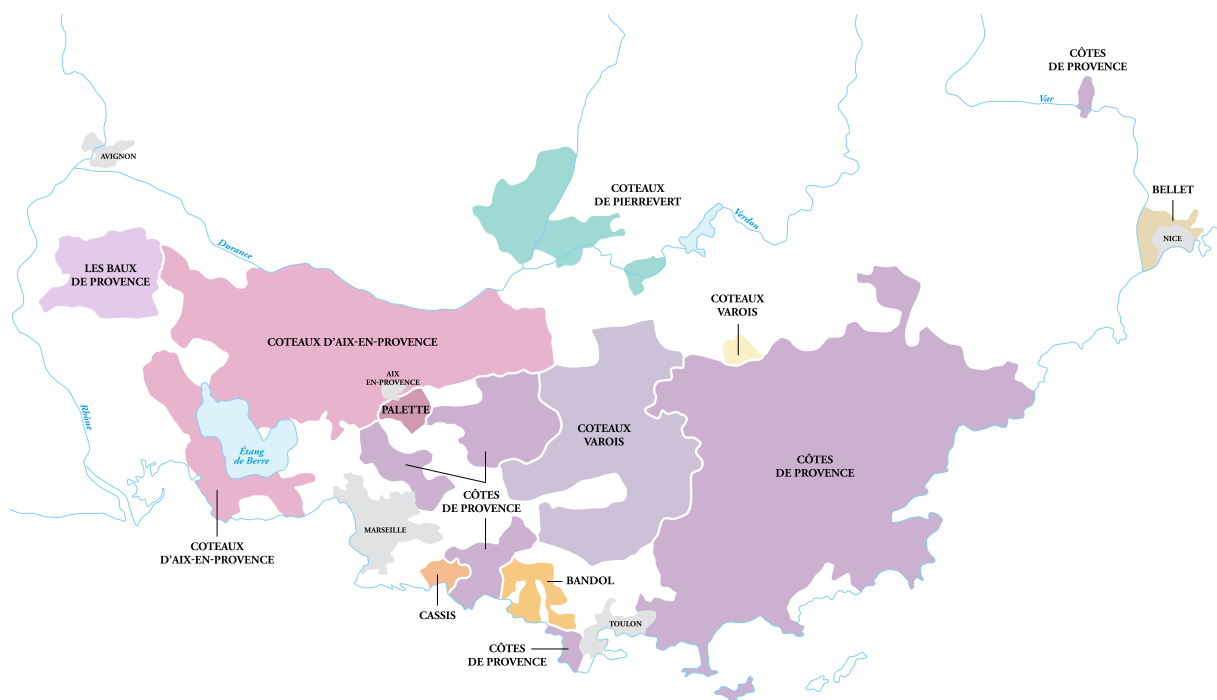 CÔTES
DE PROVENCE
Var
AVIGNON
COTEAUX
DE PIERREVERT
BELLET
Verdon
NICE
Durance
LES BAUX
DE PROVENCE
COTEAUX
VAROIS
COTEAUX D'AIX-EN-PROVENCE
AIX
EN-PROVENCE
PALETTE
Rhône
COTEAUX
VAROIS
Étang
de Berre
CÔTES
DE PROVENCE
CÔTES
DE PROVENCE
MARSEILLE
COTEAUX
D'AIX-EN-PROVENCE
BANDOL
CASSIS
TOULON
CÔTES
DE PROVENCE